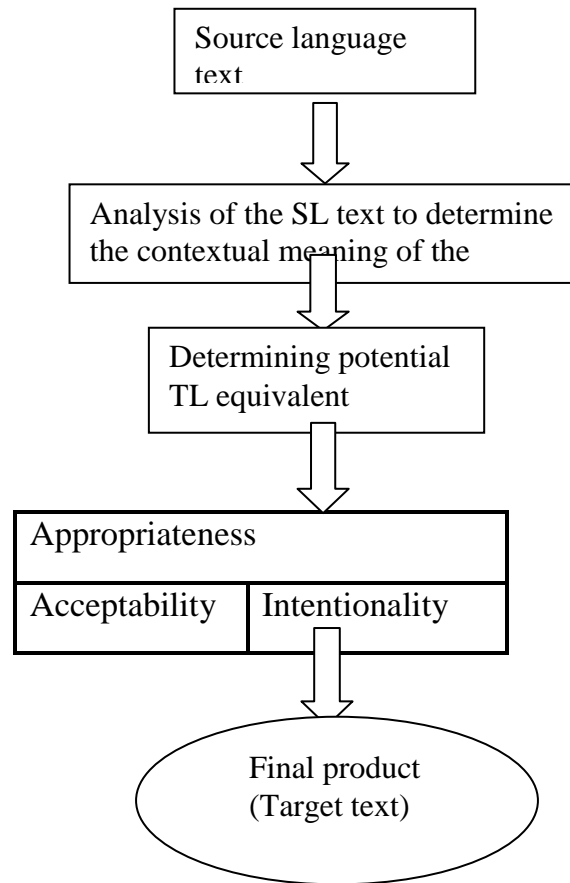 Source language
text
Analysis of the SL text to determine
the contextual meaning of the
Determining potential
TL equivalent
Appropriateness
Acceptability Intentionality
Final product
(Target text)